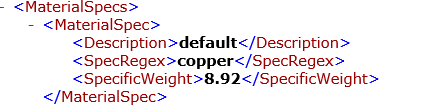 - <MaterialSpecs>
- <MaterialSpec>
<Description>default</Description>
<SpecRegex>copper</SpecRegex>
<SpecificWeight>8.92</SpecificWeight>
</MaterialSpec>